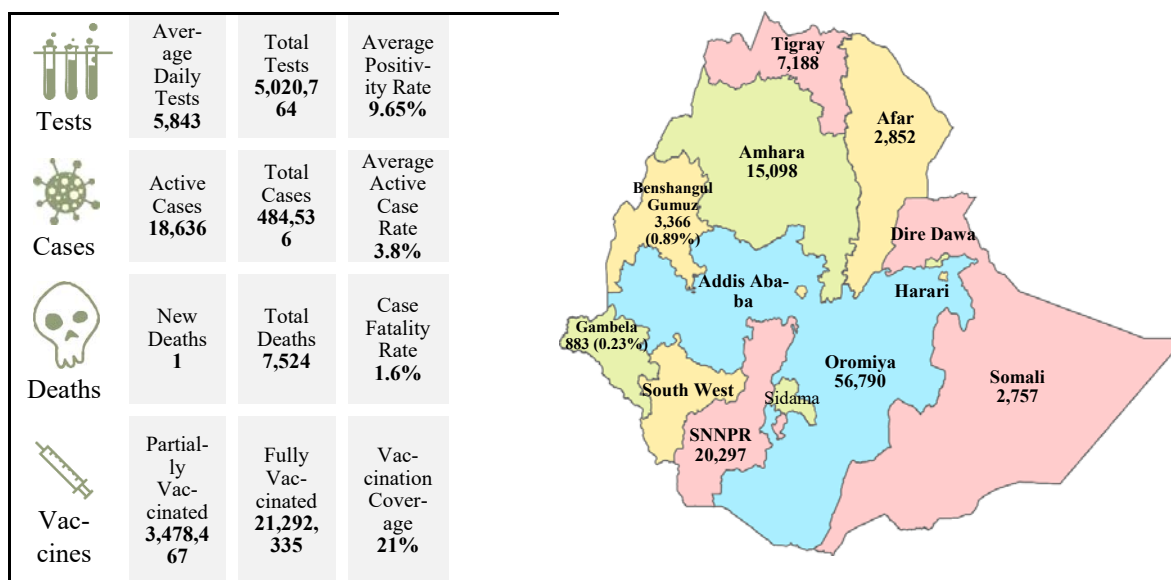 Tests
Aver-
age
Daily
Tests
5,843
Total
Tests
5,020,7
64
Average
Positiv-
ity Rate
9.65%
Cases
Active
Cases
18,636
Total
Cases
484,53
6
Average
Active
Case
Rate
3.8%
Deaths
New
Deaths
1
Total
Deaths
7,524
Case
Fatality
Rate
1.6%
Vac-
cines
Partial-
ly
Vac-
cinated
3,478,4
67
Fully
Vac-
cinated
21,292,
335
Vac-
cination
Cover-
age
21%
Tigray
7,188
Afar
2,852
Amhara
15,098
Benshangul
Gumuz
3,366
(0.89%)
Dire Dawa
Addis Aba-
ba
Harari
Gambela
883 (0.23%)
Oromiya
56,790
Somali
2,757
South West
Sidama
SNNPR
20,297